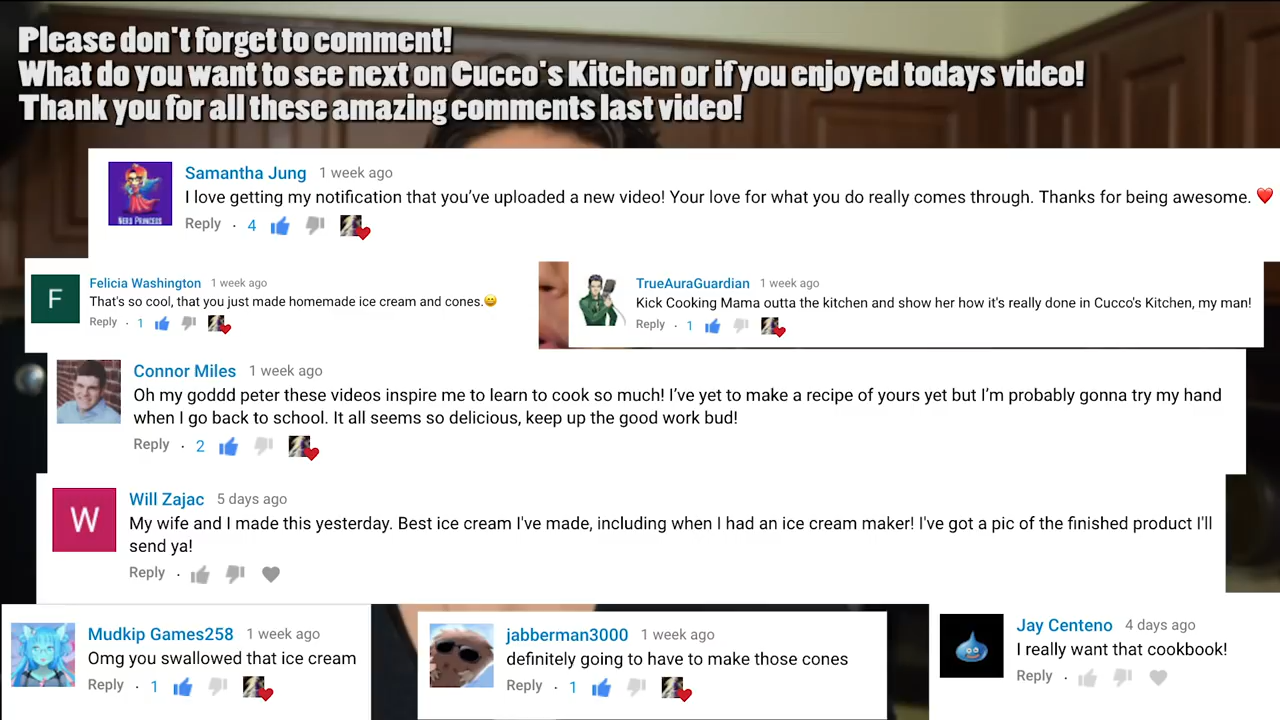 Please don't forget to comment!
What do you want to see next on Cucco's Kitchen or if you enjoyed todays video!
Thank you for all these amazing comments last video!
NERD PRINCESS
Samantha Jung 1 week ago
I love getting my notification that you've uploaded a new video! Your love for what you do really comes through. Thanks for being awesome. ❤️
Reply · 4
F
Felicia Washington 1 week ago
That's so cool, that you just made homemade ice cream and cones.😄
Reply · 1
TrueAuraGuardian 1 week ago
Kick Cooking Mama outta the kitchen and show her how it's really done in Cucco's Kitchen, my man!
Reply · 1
Connor Miles 1 week ago
Oh my goddd peter these videos inspire me to learn to cook so much! I've yet to make a recipe of yours yet but I'm probably gonna try my hand
when I go back to school. It all seems so delicious, keep up the good work bud!
Reply · 2
W
Will Zajac 5 days ago
My wife and I made this yesterday. Best ice cream I've made, including when I had an ice cream maker! I've got a pic of the finished product I'll
send ya!
Reply ·
Mudkip Games258 1 week ago
Omg you swallowed that ice cream
Reply · 1
jabberman3000 1 week ago
definitely going to have to make those cones
Reply · 1
Jay Centeno 4 days ago
I really want that cookbook!
Reply ·